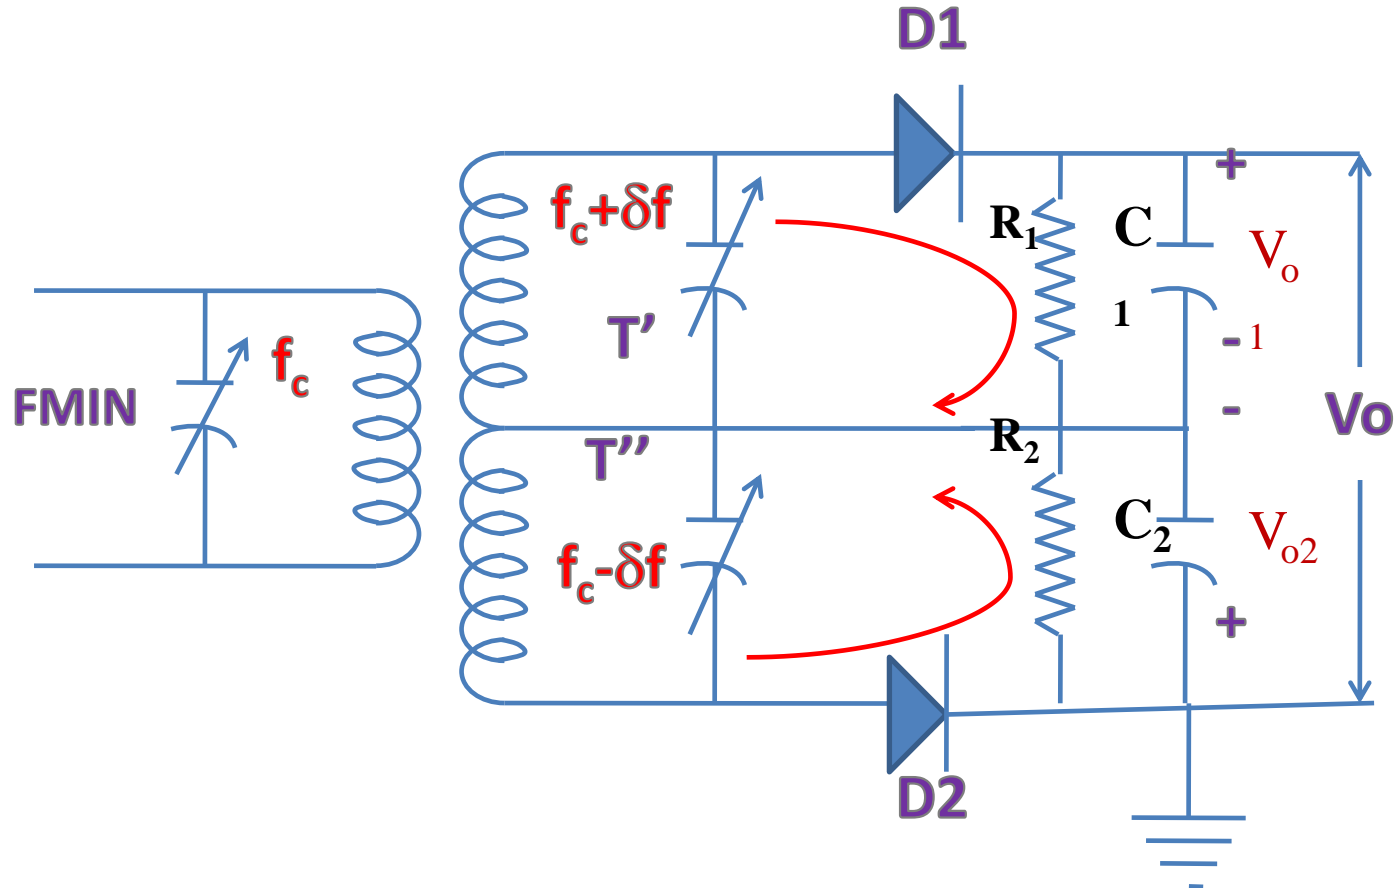 D1
fc+δf
R1
C
1
+
Vo
1
-
T'
fc
FMIN
-
Vo
R2
T''
fc-δf
C2
Vo2
+
D2